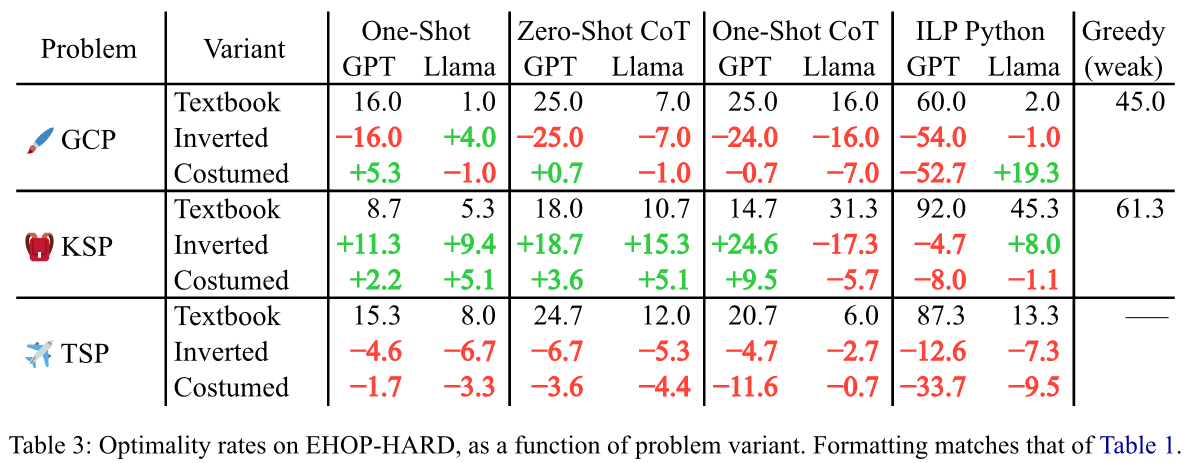 Problem Variant One-Shot Zero-Shot CoT One-Shot CoT ILP Python Greedy
GPT Llama GPT Llama GPT Llama GPT Llama (weak)
Textbook 16.0 1.0 25.0 7.0 25.0 16.0 60.0 2.0 45.0
GCP Inverted −16.0 +4.0 −25.0 −7.0 −24.0 −16.0 −54.0 −1.0
Costumed +5.3 −1.0 +0.7 −1.0 −0.7 −7.0 −52.7 +19.3
Textbook 8.7 5.3 18.0 10.7 14.7 31.3 92.0 45.3 61.3
KSP Inverted +11.3 +9.4 +18.7 +15.3 +24.6 −17.3 −4.7 +8.0
Costumed +2.2 +5.1 +3.6 +5.1 +9.5 −5.7 −8.0 −1.1
Textbook 15.3 8.0 24.7 12.0 20.7 6.0 87.3 13.3 —
TSP Inverted −4.6 −6.7 −6.7 −5.3 −4.7 −2.7 −12.6 −7.3
Costumed −1.7 −3.3 −3.6 −4.4 −11.6 −0.7 −33.7 −9.5
Table 3: Optimality rates on EHOP-HARD, as a function of problem variant. Formatting matches that of Table 1.